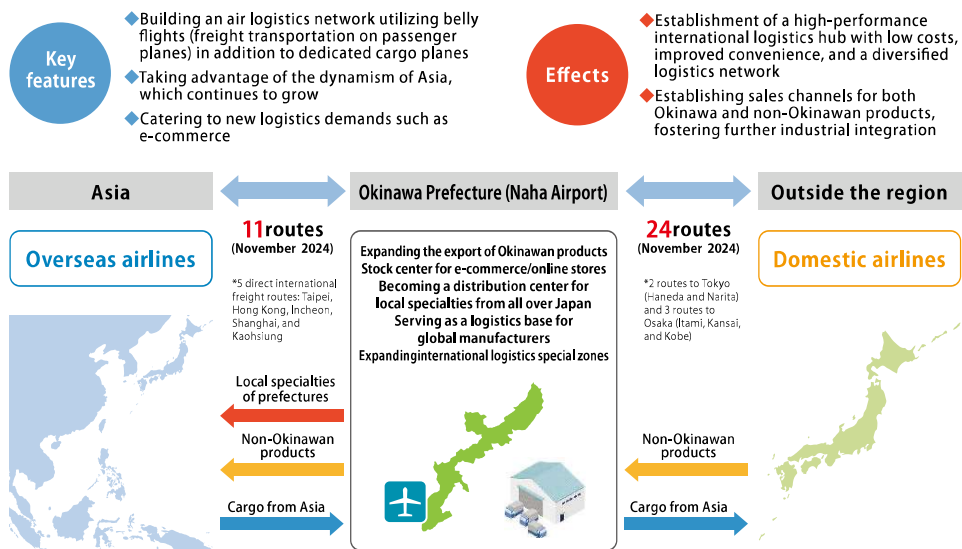 Key
features
◆Building an air logistics network utilizing belly
flights (freight transportation on passenger
planes) in addition to dedicated cargo planes
◆Taking advantage of the dynamism of Asia,
which continues to grow
◆Catering to new logistics demands such as
e-commerce
Effects
◆Establishment of a high-performance
international logistics hub with low costs,
improved convenience, and a diversified
logistics network
◆Establishing sales channels for both
Okinawa and non-Okinawan products,
fostering further industrial integration
Asia
Okinawa Prefecture (Naha Airport)
Outside the region
Overseas airlines
11routes
(November 2024)
*5 direct international
freight routes: Taipei,
Hong Kong, Incheon,
Shanghai, and
Kaohsiung
Expanding the export of Okinawan products
Stock center for e-commerce/online stores
Becoming a distribution center for
local specialties from all over Japan
Serving as a logistics base for
global manufacturers
Expandinginternational logistics special zones
24routes
(November 2024)
*2 routes to Tokyo
(Haneda and Narita)
and 3 routes to
Osaka (Itami, Kansai,
and Kobe)
Domestic airlines
Local specialties
of prefectures
Non-Okinawan
products
Cargo from Asia
Non-Okinawan
products
Cargo from Asia